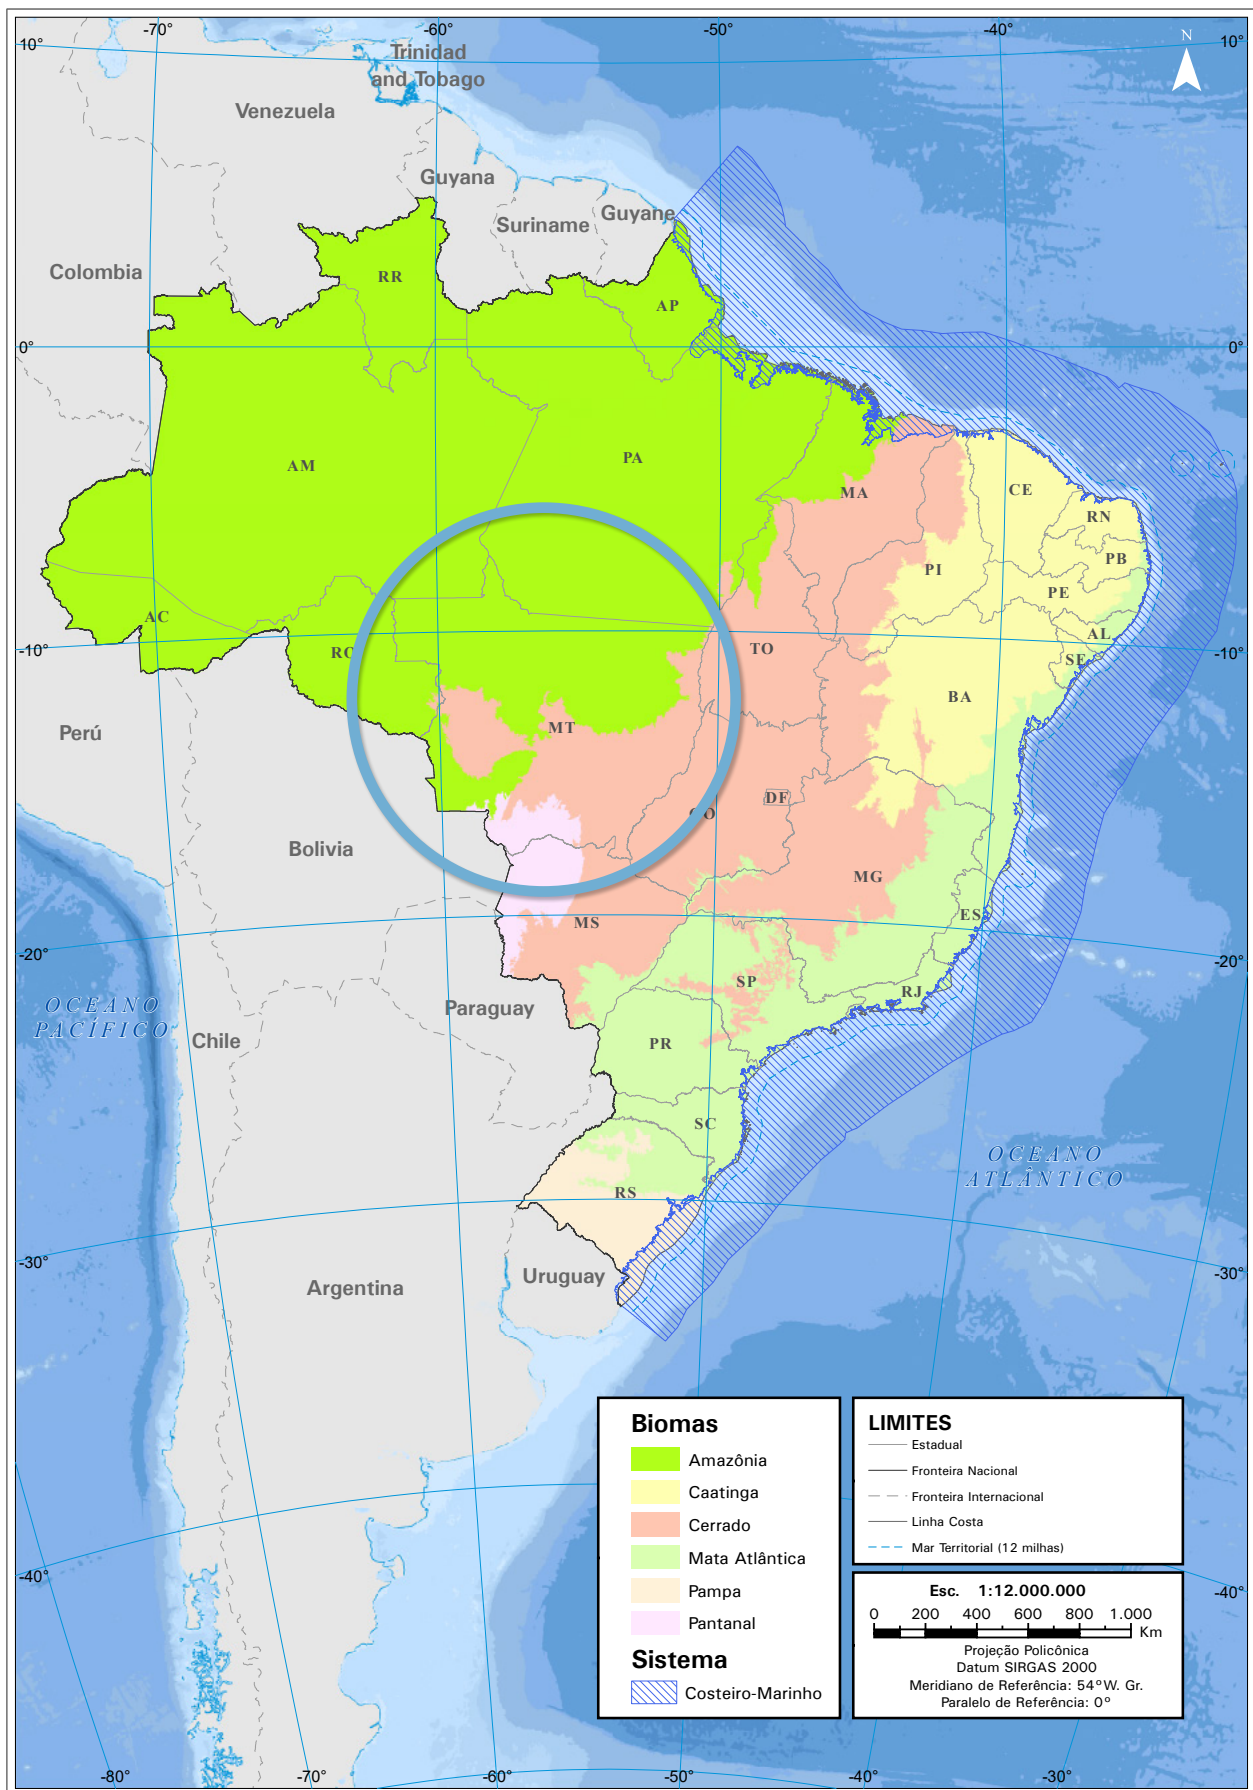 -70°
-60°
-50°
-40°
10°
10°
N
Trinidad
and Tobago
Venezuela
Guyana
Suriname
Guyane
Colombia
RR
AP
0°
0°
AM
PA
MA
CE
RN
PB
PI
PE
AC
AL
-10°
RO
TO
SE
-10°
BA
Perú
MT
DF
GO
Bolivia
MG
ES
MS
-20°
-20°
SP
RJ
OCEANO
PACÍFICO
Paraguay
Chile
PR
SC
OCEANO
ATLÂNTICO
RS
-30°
Uruguay
-30°
Argentina
Biomas
Amazônia
Caatinga
Cerrado
Mata Atlântica
Pampa
Pantanal
Sistema
Costeiro-Marinho
LIMITES
Estadual
Fronteira Nacional
Fronteira Internacional
Linha Costa
Mar Territorial (12 milhas)
-40°
-40°
Esc. 1:12.000.000
0 200 400 600 800 1.000
Km
Projeção Policônica
Datum SIRGAS 2000
Meridiano de Referência: 54ºW. Gr.
Paralelo de Referência: 0º
-80°
-70°
-60°
-50°
-40°
-30°